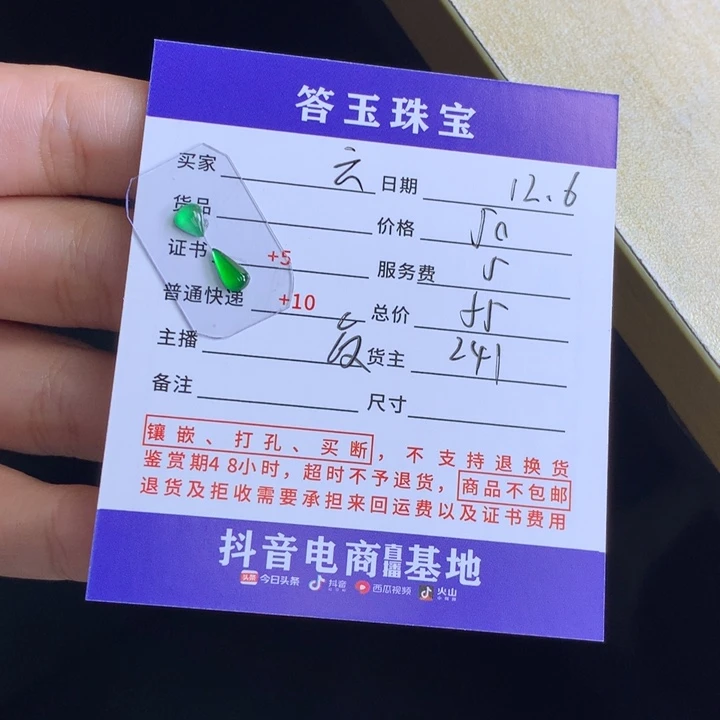 答玉珠宝
买家 云 日期 12.6
货品 价格 50
证书 +5 服务费 5
普通快递 +10 总价 55
主播 货主 241
备注 尺寸
镶嵌、打孔、买断，不支持退换货
鉴赏期48小时，超时不予退货，商品不包邮
退货及拒收需要承担来回运费以及证书费用
抖音电商直播基地
头条 今日头条 抖音 西瓜视频 火山